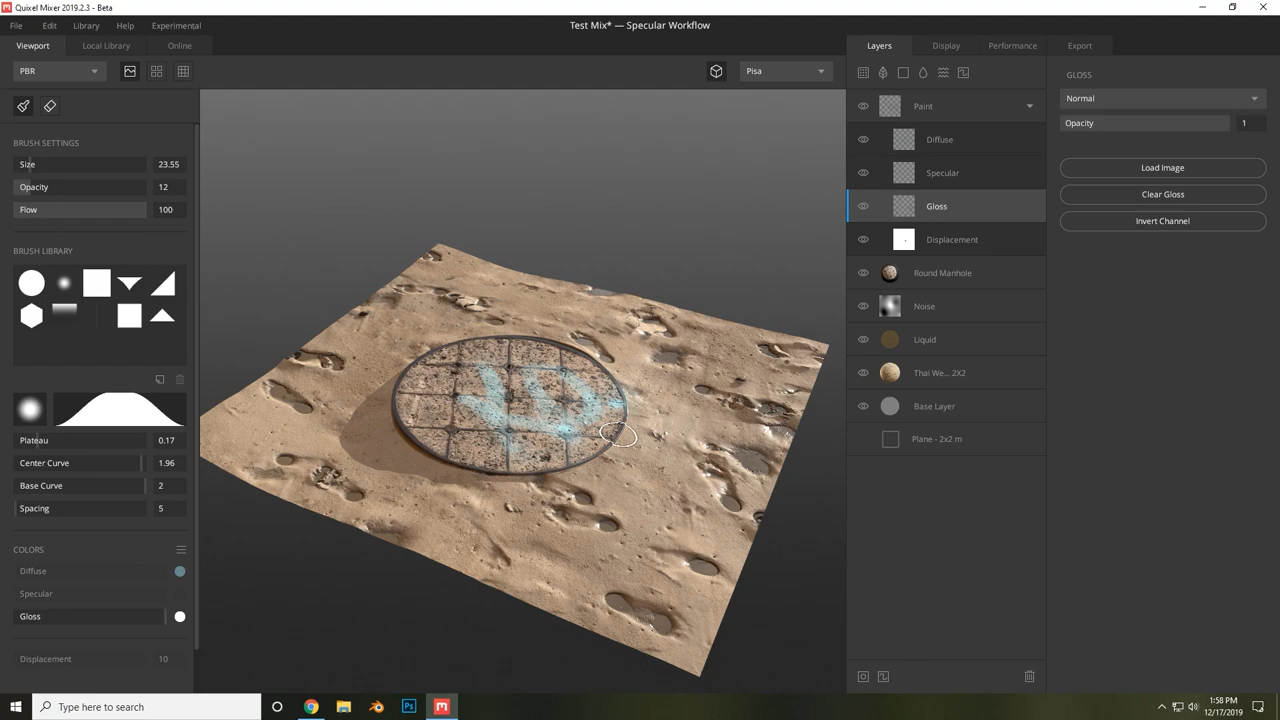 Quixel Mixer 2019.2.3 - Beta
File Edit Library Help Experimental
Test Mix* — Specular Workflow
Viewport Local Library Online
Layers Display Performance Export
PBR
Pisa
GLOSS
Normal
Opacity 1
Load Image
Clear Gloss
Invert Channel
BRUSH SETTINGS
Size 23.55
Opacity 12
Flow 100
BRUSH LIBRARY
Plateau 0.17
Center Curve 1.96
Base Curve 2
Spacing 5
COLORS
Diffuse
Specular
Gloss
Displacement 10
Paint
Diffuse
Specular
Gloss
Displacement
Round Manhole
Noise
Liquid
Thai We... 2X2
Base Layer
Plane - 2x2 m
Type here to search
Ps
1:58 PM
12/17/2019